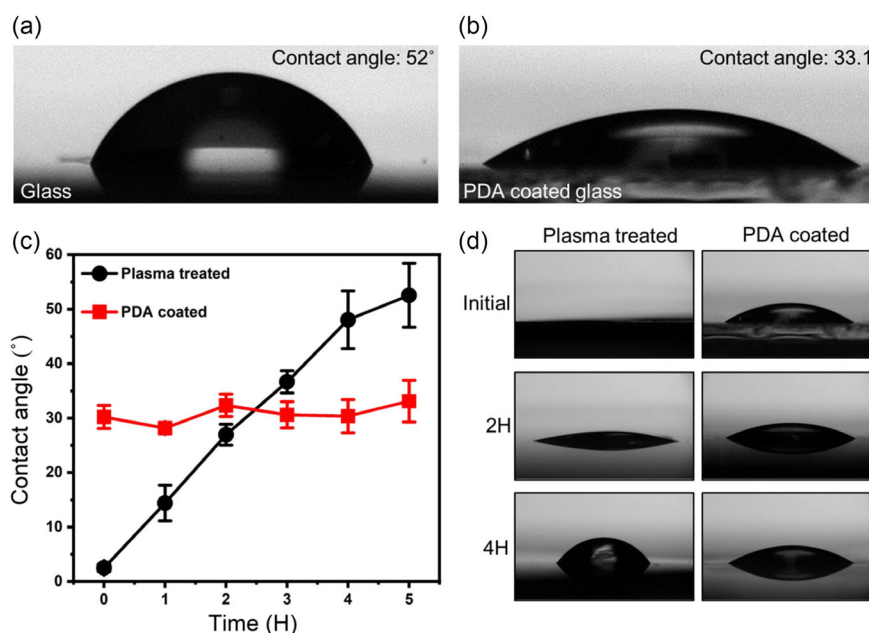 (a)
Contact angle: 52°
Glass
(b)
Contact angle: 33.1
PDA coated glass
(c)
Contact angle (°)
60
50
40
30
20
10
0
Plasma treated
PDA coated
0 1 2 3 4 5
Time (H)
(d)
Plasma treated PDA coated
Initial
2H
4H